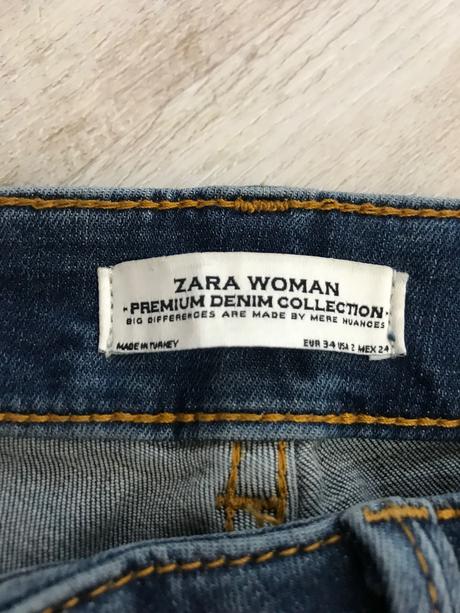 ZARA WOMAN
·PREMIUM DENIM COLLECTION·
BIG DIFFERENCES ARE MADE BY MERE NUANCES
MADE IN TURKEY EUR 34 USA 2 MEX 24